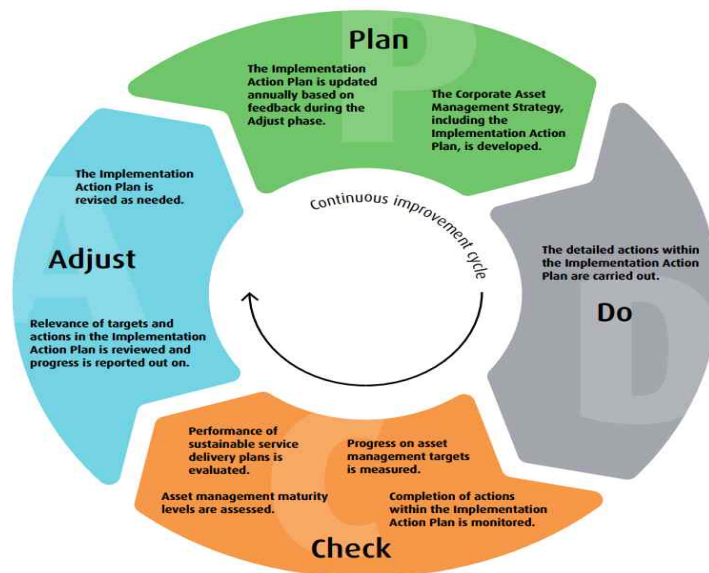 Plan
The Implementation
Action Plan is updated
annually based on
feedback during the
Adjust phase.
The Corporate Asset
Management Strategy,
including the
Implementation Action
Plan, is developed.
P
The detailed actions within
the Implementation Action
Plan are carried out.
Do
D
Performance of
sustainable service
delivery plans is
evaluated.
Progress on asset
management targets
is measured.
Asset management maturity
levels are assessed.
Completion of actions
within the Implementation
Action Plan is monitored.
Check
C
The Implementation
Action Plan is
revised as needed.
Adjust
A
Relevance of targets and
actions in the Implementation
Action Plan is reviewed and
progress is reported out on.
Continuous improvement cycle